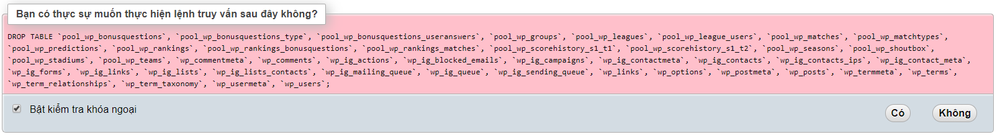 Bạn có thực sự muốn thực hiện lệnh truy vấn sau đây không?
DROP TABLE `pool_wp_bonusquestions`, `pool_wp_bonusquestions_type`, `pool_wp_bonusquestions_useranswers`, `pool_wp_groups`, `pool_wp_leagues`, `pool_wp_league_users`, `pool_wp_matches`, `pool_wp_matchtypes`,
`pool_wp_predictions`, `pool_wp_rankings`, `pool_wp_rankings_bonusquestions`, `pool_wp_rankings_matches`, `pool_wp_scorehistory_s1_t1`, `pool_wp_scorehistory_s1_t2`, `pool_wp_seasons`, `pool_wp_shoutbox`,
`pool_wp_stadiums`, `pool_wp_teams`, `wp_commentmeta`, `wp_comments`, `wp_ig_actions`, `wp_ig_blocked_emails`, `wp_ig_campaigns`, `wp_ig_contactmeta`, `wp_ig_contacts`, `wp_ig_contacts_ips`, `wp_ig_contact_meta`,
`wp_ig_forms`, `wp_ig_links`, `wp_ig_lists`, `wp_ig_lists_contacts`, `wp_ig_mailing_queue`, `wp_ig_queue`, `wp_ig_sending_queue`, `wp_links`, `wp_options`, `wp_postmeta`, `wp_posts`, `wp_termmeta`, `wp_terms`,
`wp_term_relationships`, `wp_term_taxonomy`, `wp_usermeta`, `wp_users`;
Bật kiểm tra khóa ngoại
Có
Không